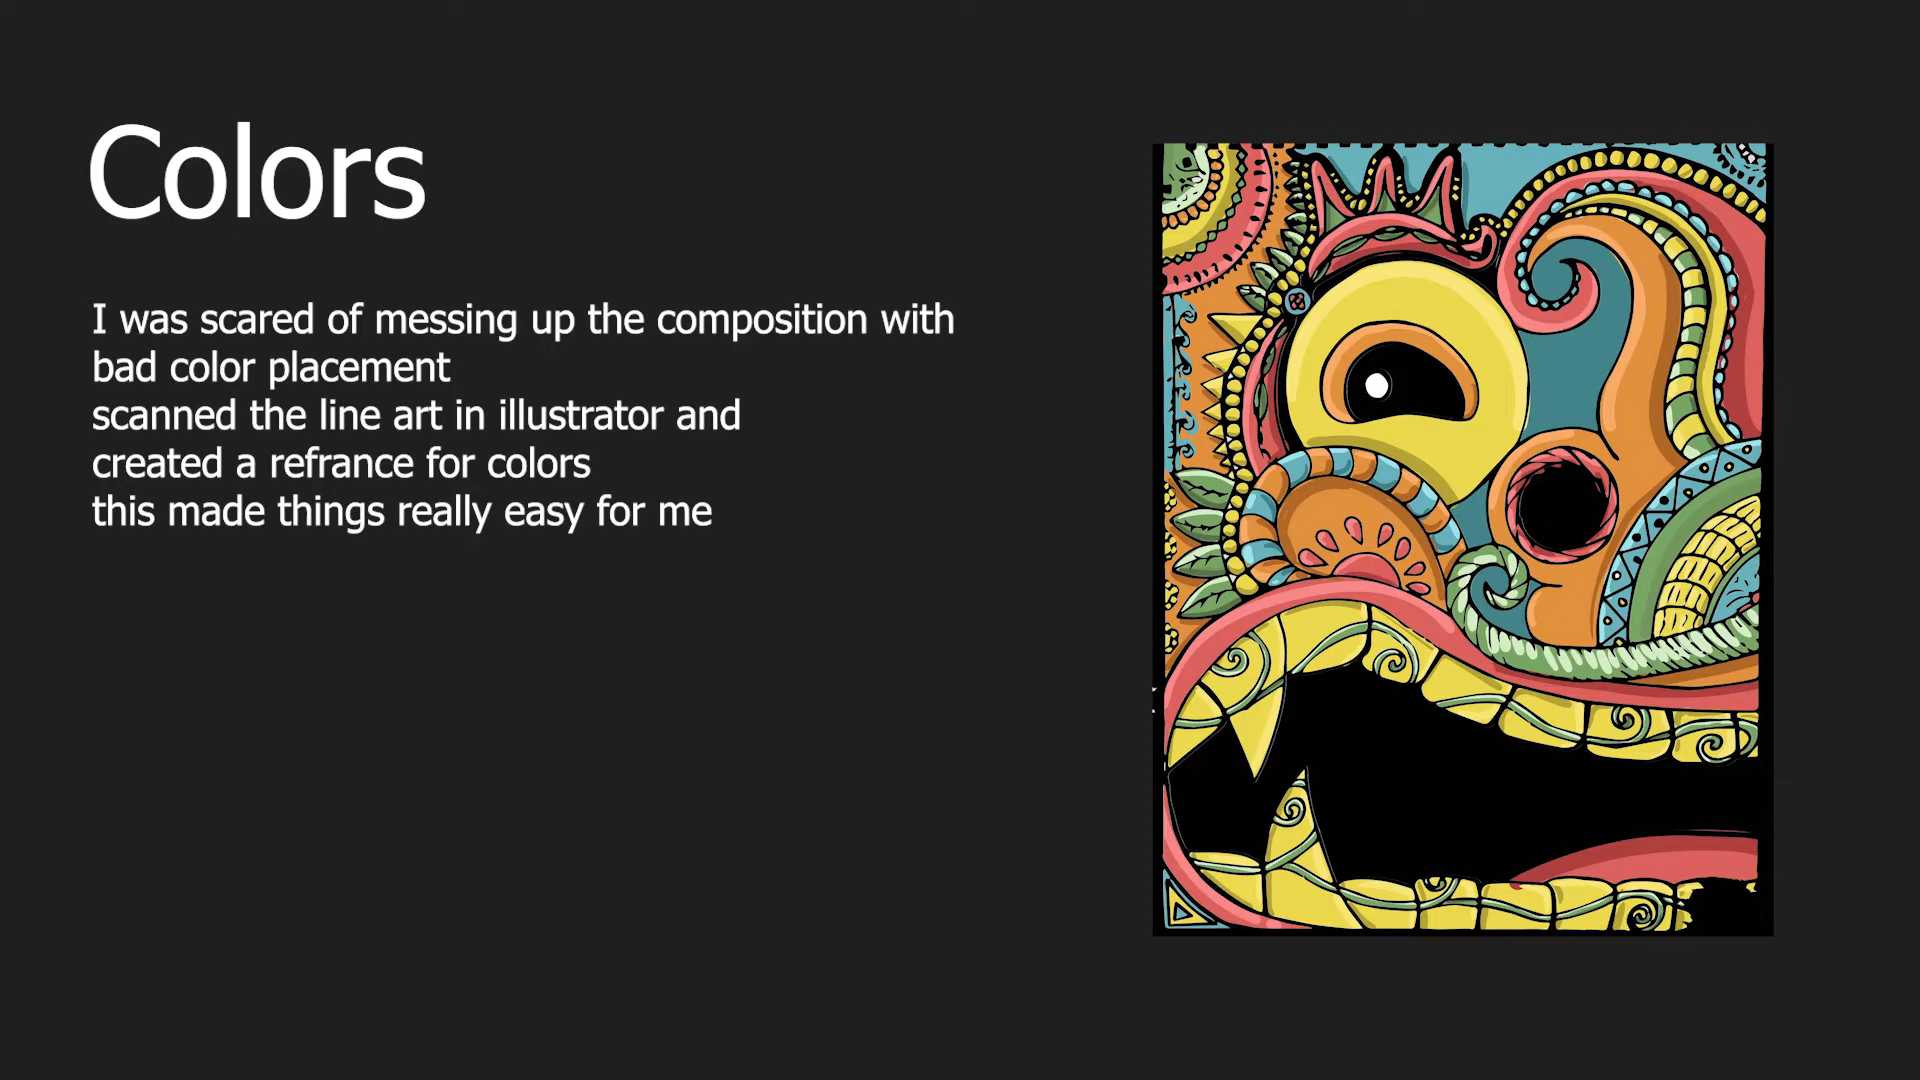 Colors
I was scared of messing up the composition with
bad color placement
scanned the line art in illustrator and
created a refrance for colors
this made things really easy for me